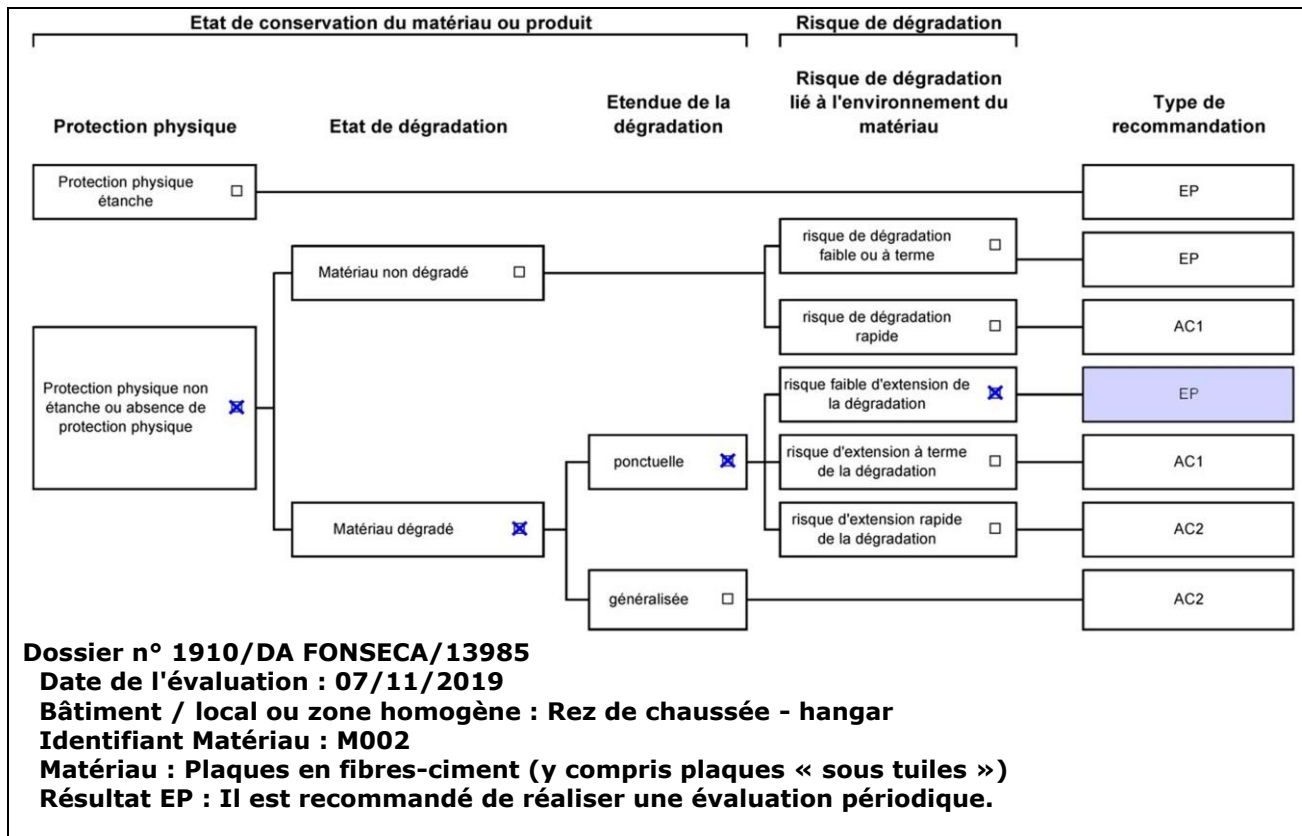 Etat de conservation du matériau ou produit
Risque de dégradation
Protection physique
Etat de dégradation
Etendue de la
dégradation
Risque de dégradation
lié à l'environnement du
matériau
Type de
recommandation
Protection physique
étanche
EP
Matériau non dégradé
risque de dégradation
faible ou à terme
EP
risque de dégradation
rapide
AC1
Protection physique non
étanche ou absence de
protection physique
risque faible d'extension de
la dégradation
EP
ponctuelle
risque d'extension à terme
de la dégradation
AC1
Matériau dégradé
risque d'extension rapide
de la dégradation
AC2
généralisée
AC2
Dossier n° 1910/DA FONSECA/13985
Date de l'évaluation : 07/11/2019
Bâtiment / local ou zone homogène : Rez de chaussée - hangar
Identifiant Matériau : M002
Matériau : Plaques en fibres-ciment (y compris plaques « sous tuiles »)
Résultat EP : Il est recommandé de réaliser une évaluation périodique.